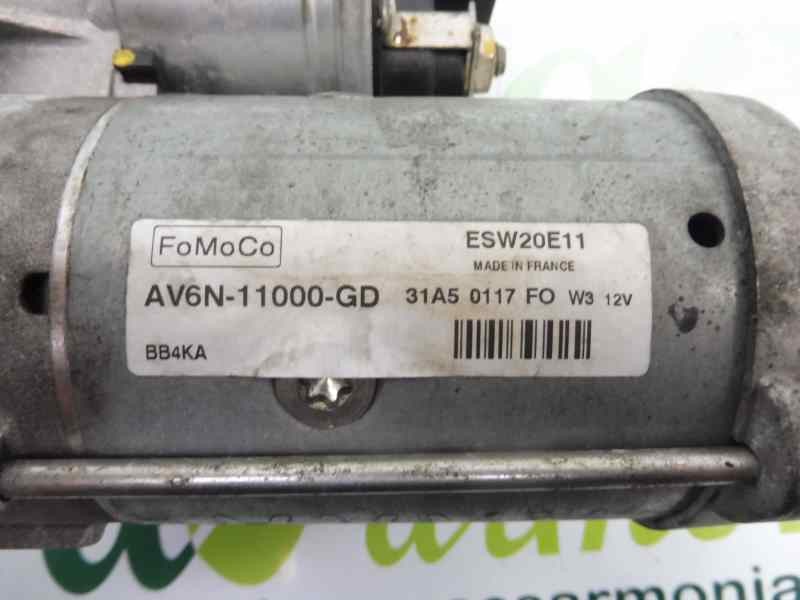 FoMoCo
ESW20E11
MADE IN FRANCE
AV6N-11000-GD 31A5 0117 FO W3 12V
BB4KA